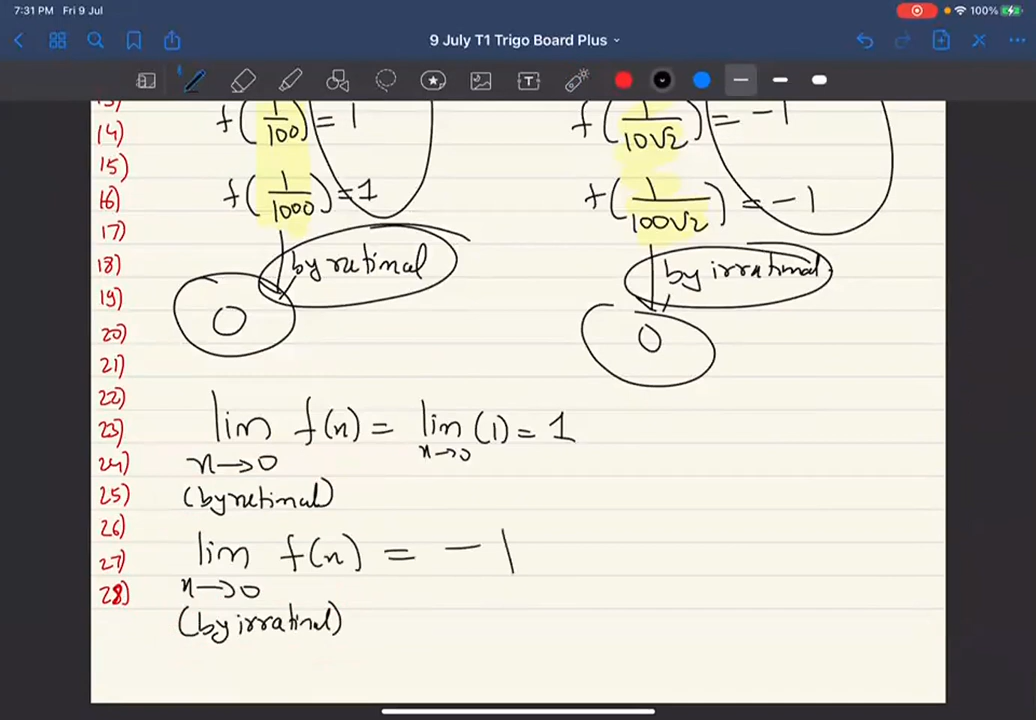 7:31 PM Fri 9 Jul
100%
9 July T1 Trigo Board Plus
14)
15)
16)
17)
18)
19)
20)
21)
22)
23)
24)
25)
26)
27)
28)
f(1/100) = 1
f(1/1000) = 1
by rational
0
f(1/10√2) = -1
f(1/100√2) = -1
by irrational
0
lim f(x) = lim (1) = 1
x→0 x→0
(by rational)
lim f(x) = -1
x→0
(by irrational)